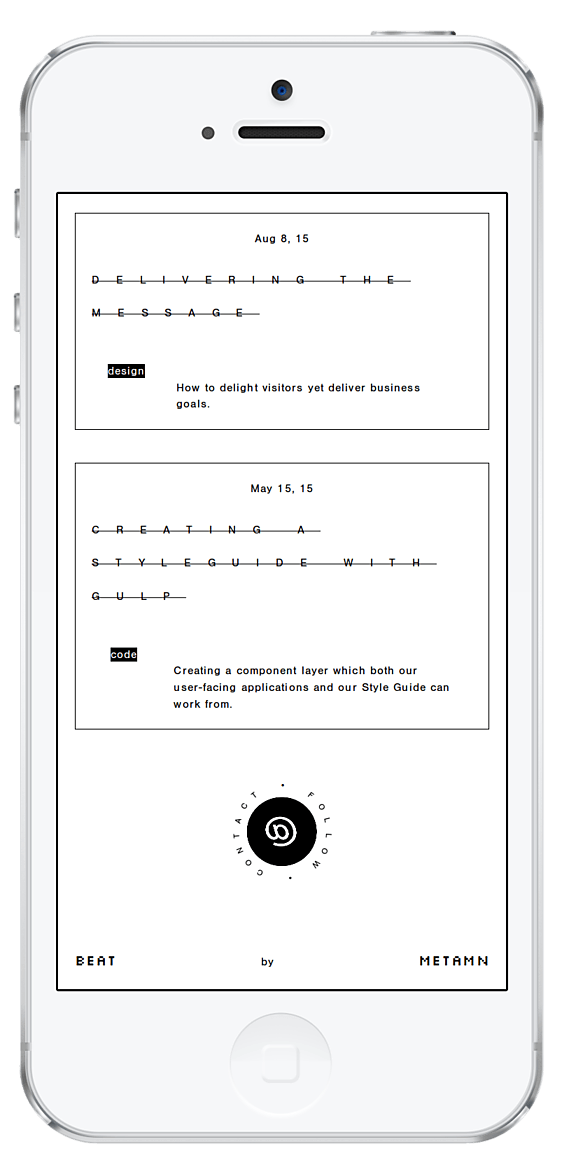 Aug 8, 15
DELIVERING THE
MESSAGE
design
How to delight visitors yet deliver business
goals.
May 15, 15
CREATING A
STYLEGUIDE WITH
GULP
code
Creating a component layer which both our
user-facing applications and our Style Guide can
work from.
CONTACT • FOLLOW •
@
BEAT by METAMN